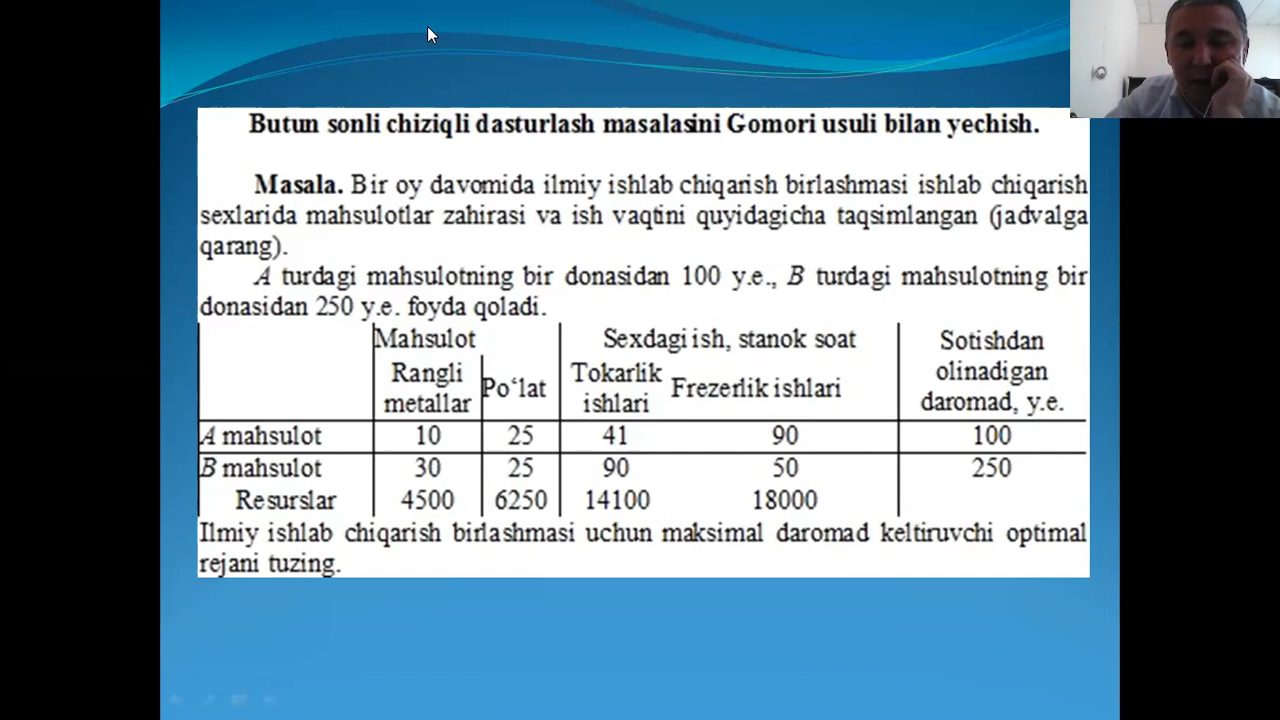 Butun sonli chiziqli dasturlash masalasini Gomori usuli bilan yechish.
Masala. Bir oy davomida ilmiy ishlab chiqarish birlashmasi ishlab chiqarish
sexlarida mahsulotlar zahirasi va ish vaqtini quyidagicha taqsimlangan (jadvalga
qarang).
A turdagi mahsulotning bir donasidan 100 y.e., B turdagi mahsulotning bir
donasidan 250 y.e. foyda qoladi.
Mahsulot Sexdagi ish, stanok soat Sotishdan olinadigan daromad, y.e.
Rangli metallar Po‘lat Tokarlik ishlari Frezerlik ishlari
A mahsulot 10 25 41 90 100
B mahsulot 30 25 90 50 250
Resurslar 4500 6250 14100 18000
Ilmiy ishlab chiqarish birlashmasi uchun maksimal daromad keltiruvchi optimal
rejani tuzing.